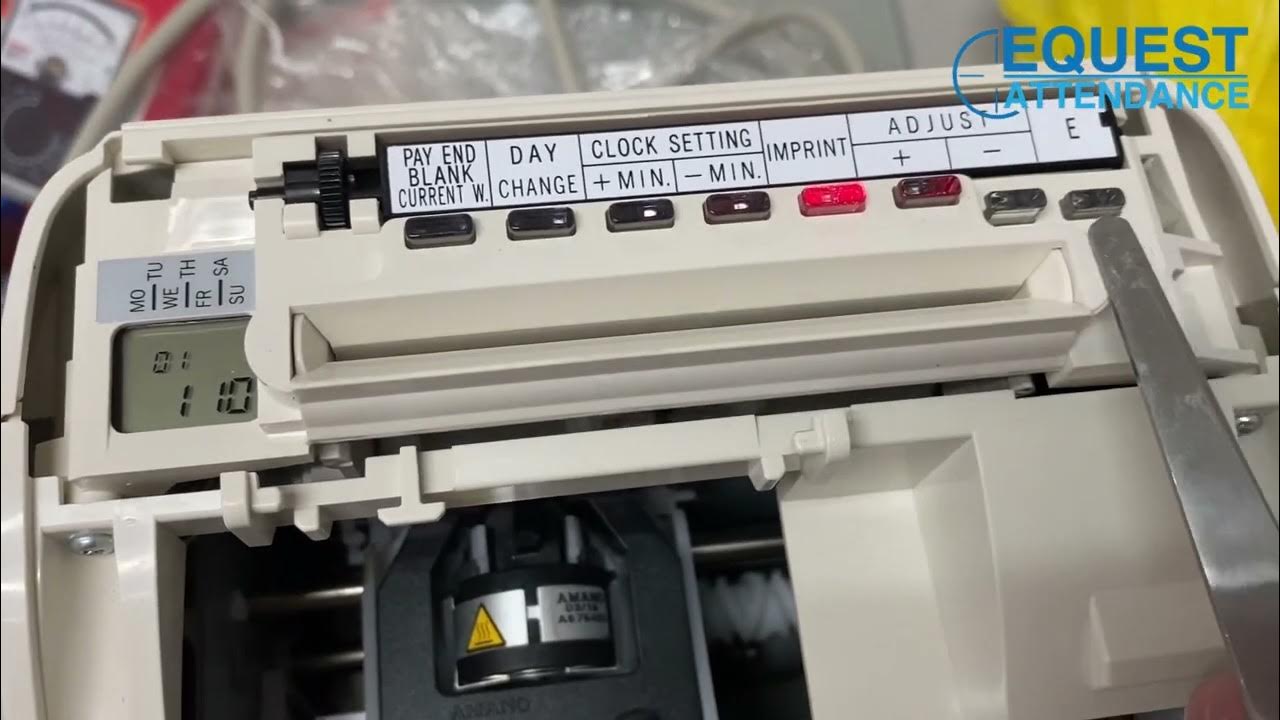 EQUEST
ATTENDANCE
PAY END
BLANK
CURRENT W.
DAY
CHANGE
CLOCK SETTING
+MIN. -MIN.
IMPRINT
ADJUST
+ -
E
MO TU
WE TH
FR SA
SU
01
1 10
AMANO